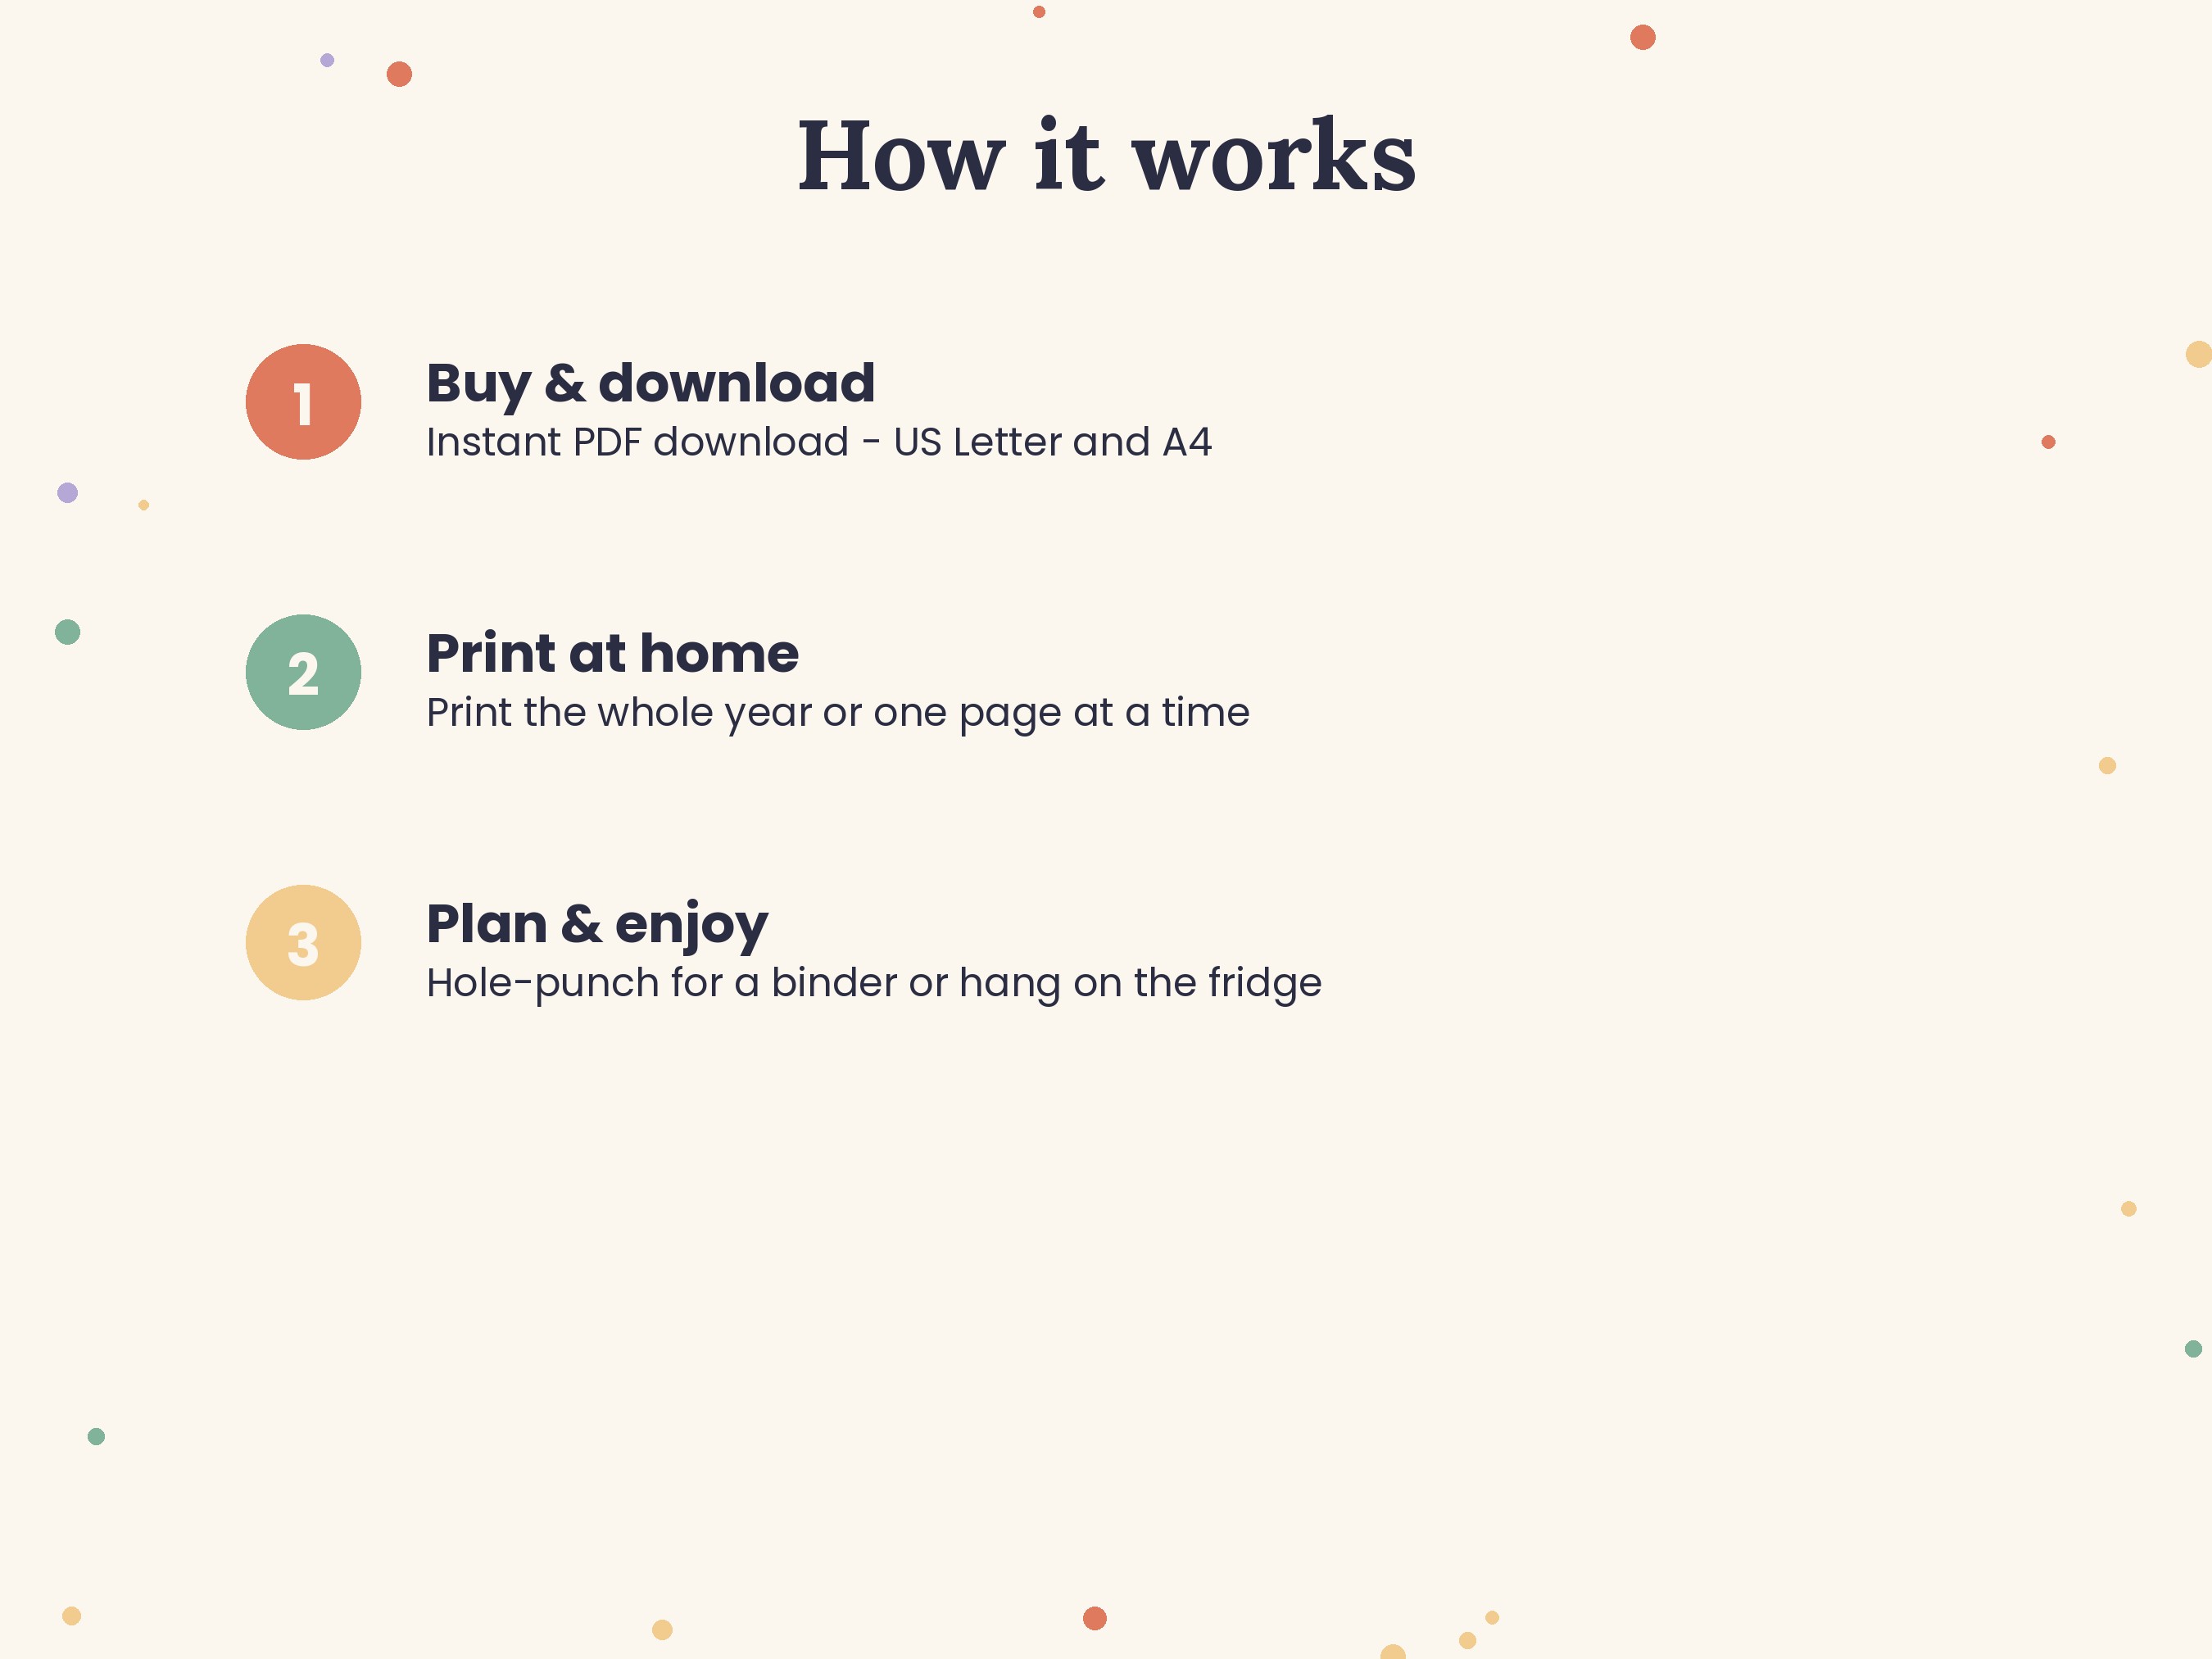 How it works
1
Buy & download
Instant PDF download - US Letter and A4
2
Print at home
Print the whole year or one page at a time
3
Plan & enjoy
Hole-punch for a binder or hang on the fridge